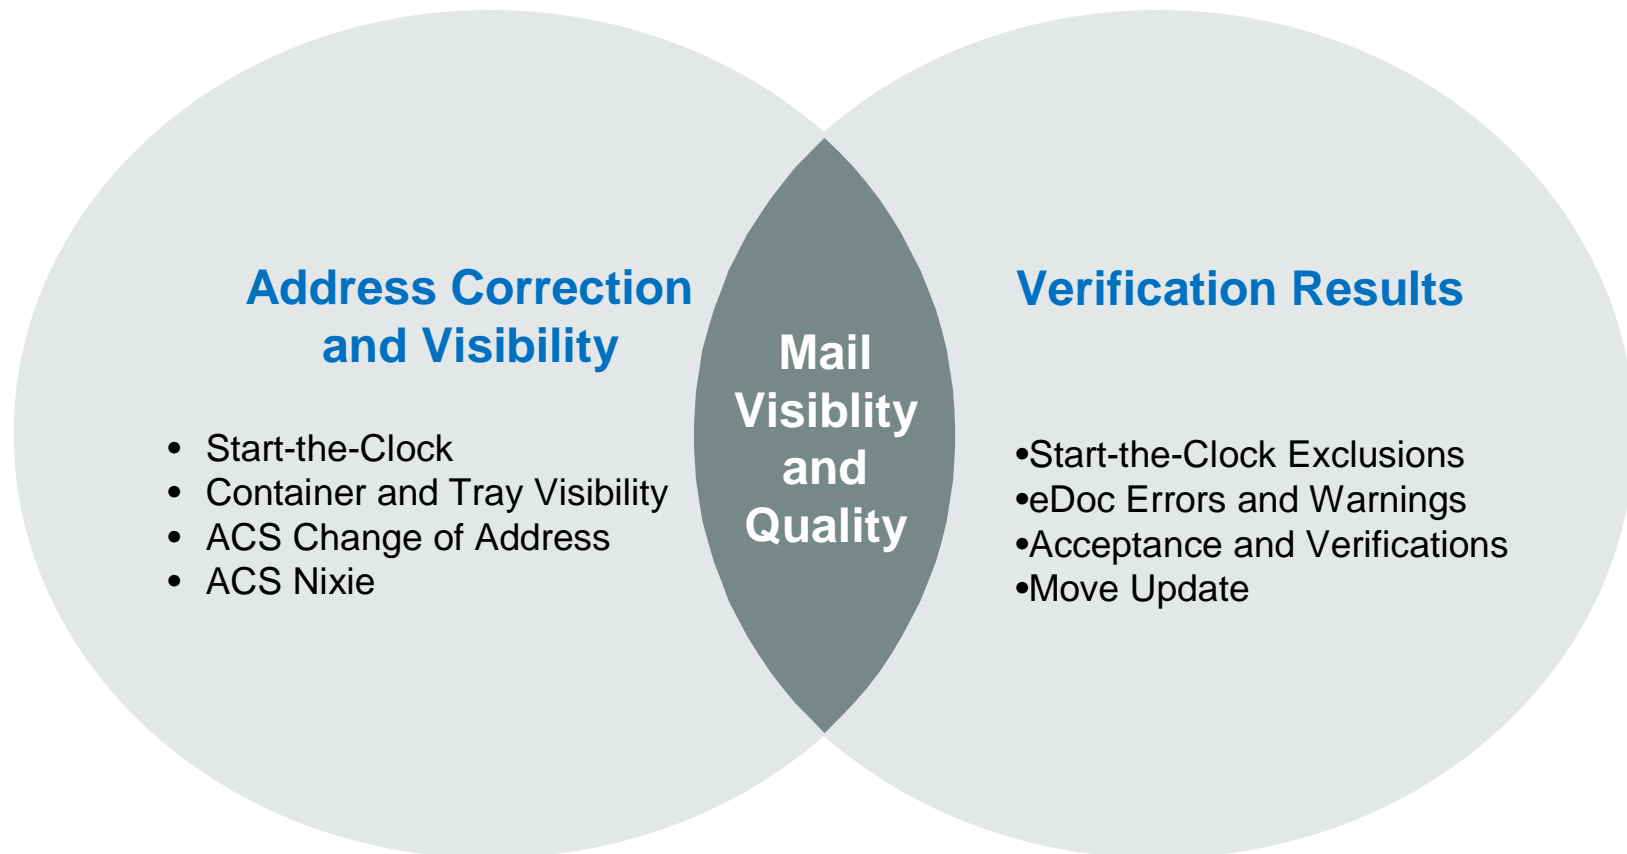 Address Correction
and Visibility
• Start-the-Clock
• Container and Tray Visibility
• ACS Change of Address
• ACS Nixie
Mail
Visiblity
and
Quality
Verification Results
•Start-the-Clock Exclusions
•eDoc Errors and Warnings
•Acceptance and Verifications
•Move Update